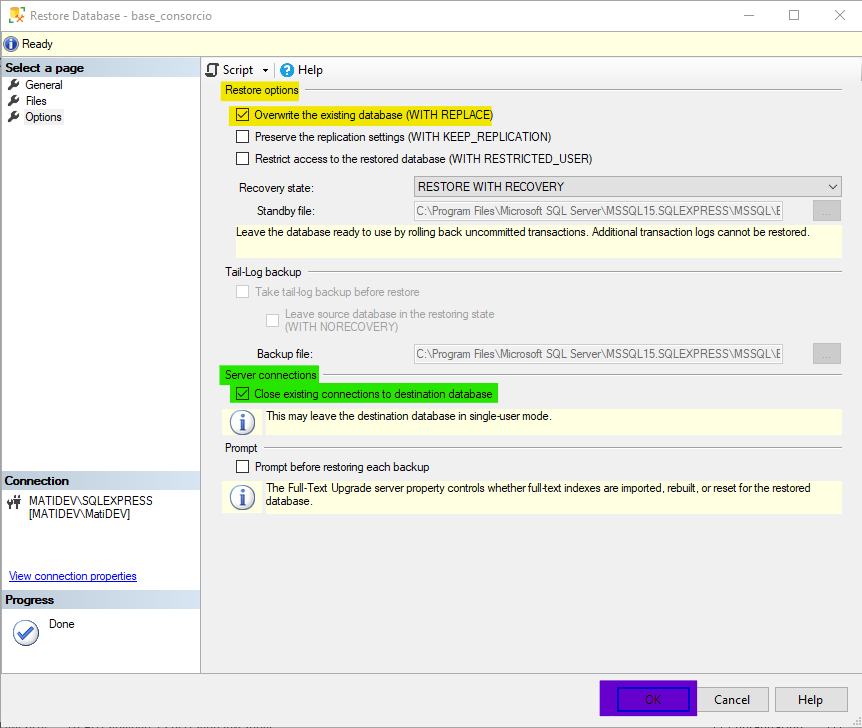 Restore Database - base_consorcio
Ready
Select a page
General
Files
Options
Script
Help
Restore options
Overwrite the existing database (WITH REPLACE)
Preserve the replication settings (WITH KEEP_REPLICATION)
Restrict access to the restored database (WITH RESTRICTED_USER)
Recovery state:
RESTORE WITH RECOVERY
Standby file:
C:\Program Files\Microsoft SQL Server\MSSQL15.SQLEXPRESS\MSSQL\B
...
Leave the database ready to use by rolling back uncommitted transactions. Additional transaction logs cannot be restored.
Tail-Log backup
Take tail-log backup before restore
Leave source database in the restoring state
(WITH NORECOVERY)
Backup file:
C:\Program Files\Microsoft SQL Server\MSSQL15.SQLEXPRESS\MSSQL\B
...
Server connections
Close existing connections to destination database
This may leave the destination database in single-user mode.
Prompt
Prompt before restoring each backup
The Full-Text Upgrade server property controls whether full-text indexes are imported, rebuilt, or reset for the restored
database.
Connection
MATIDEV\SQLEXPRESS
[MATIDEV\MatiDEV]
View connection properties
Progress
Done
OK
Cancel
Help